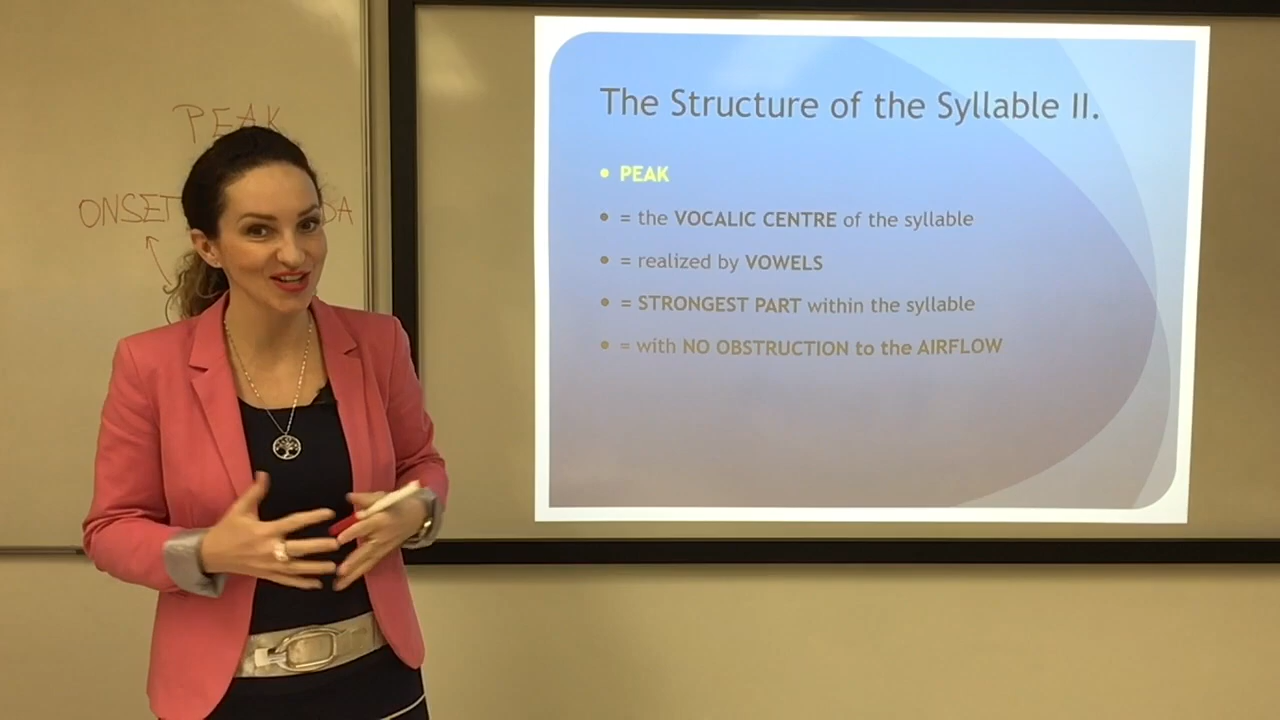 PEAK
ONSET
The Structure of the Syllable II.
• PEAK
• = the VOCALIC CENTRE of the syllable
• = realized by VOWELS
• = STRONGEST PART within the syllable
• = with NO OBSTRUCTION to the AIRFLOW